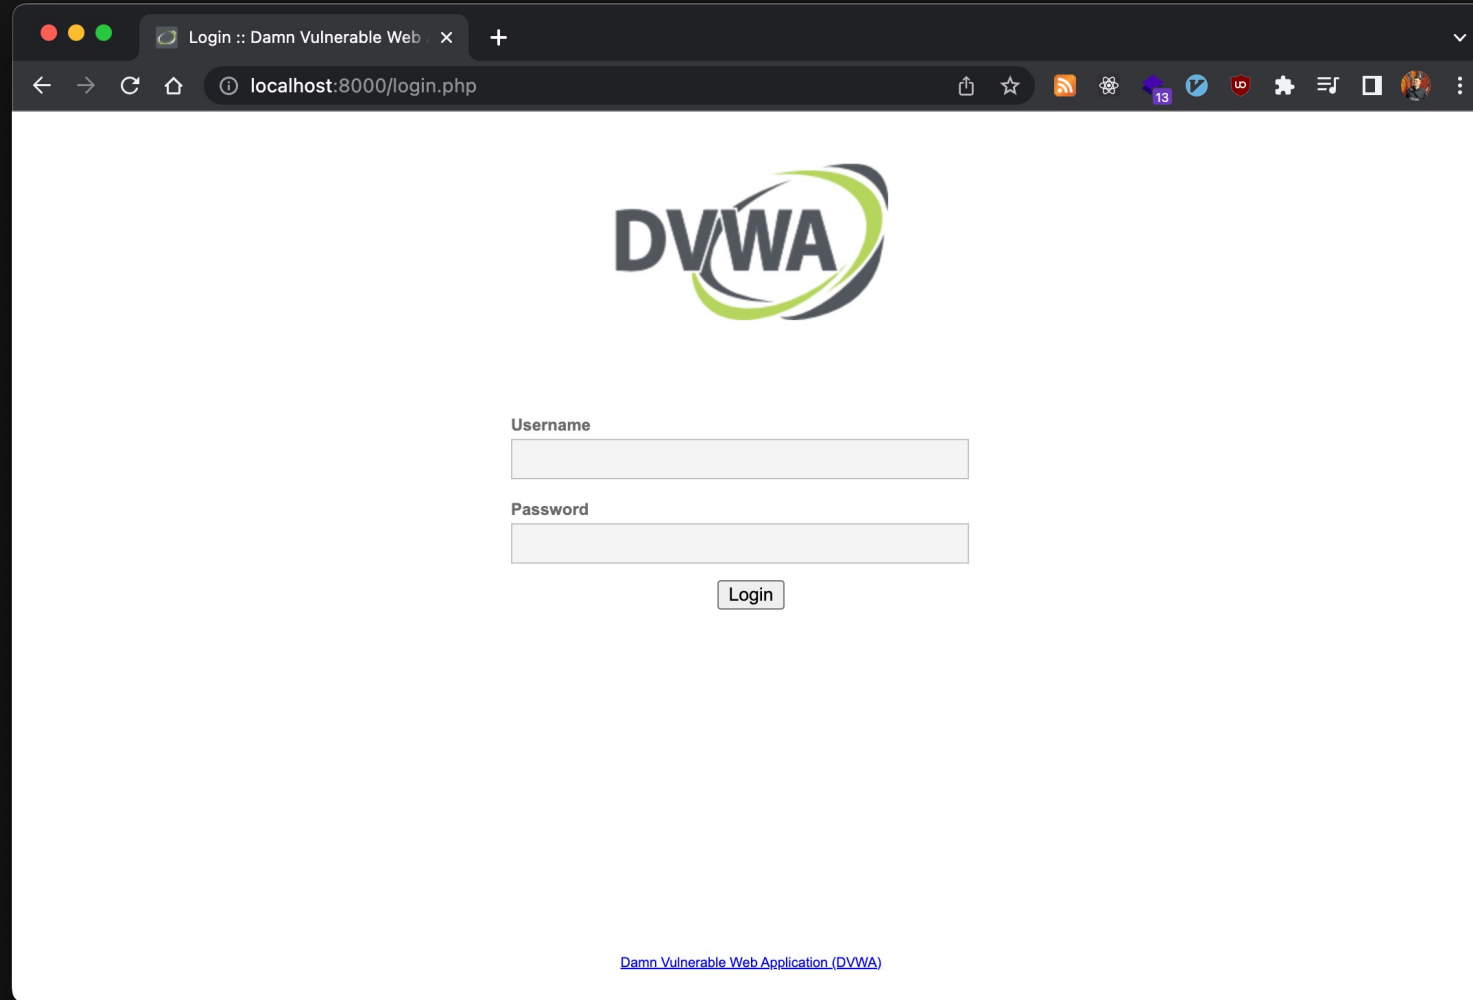 Login :: Damn Vulnerable Web
localhost:8000/login.php
13
DVWA
Username
Password
Login
Damn Vulnerable Web Application (DVWA)